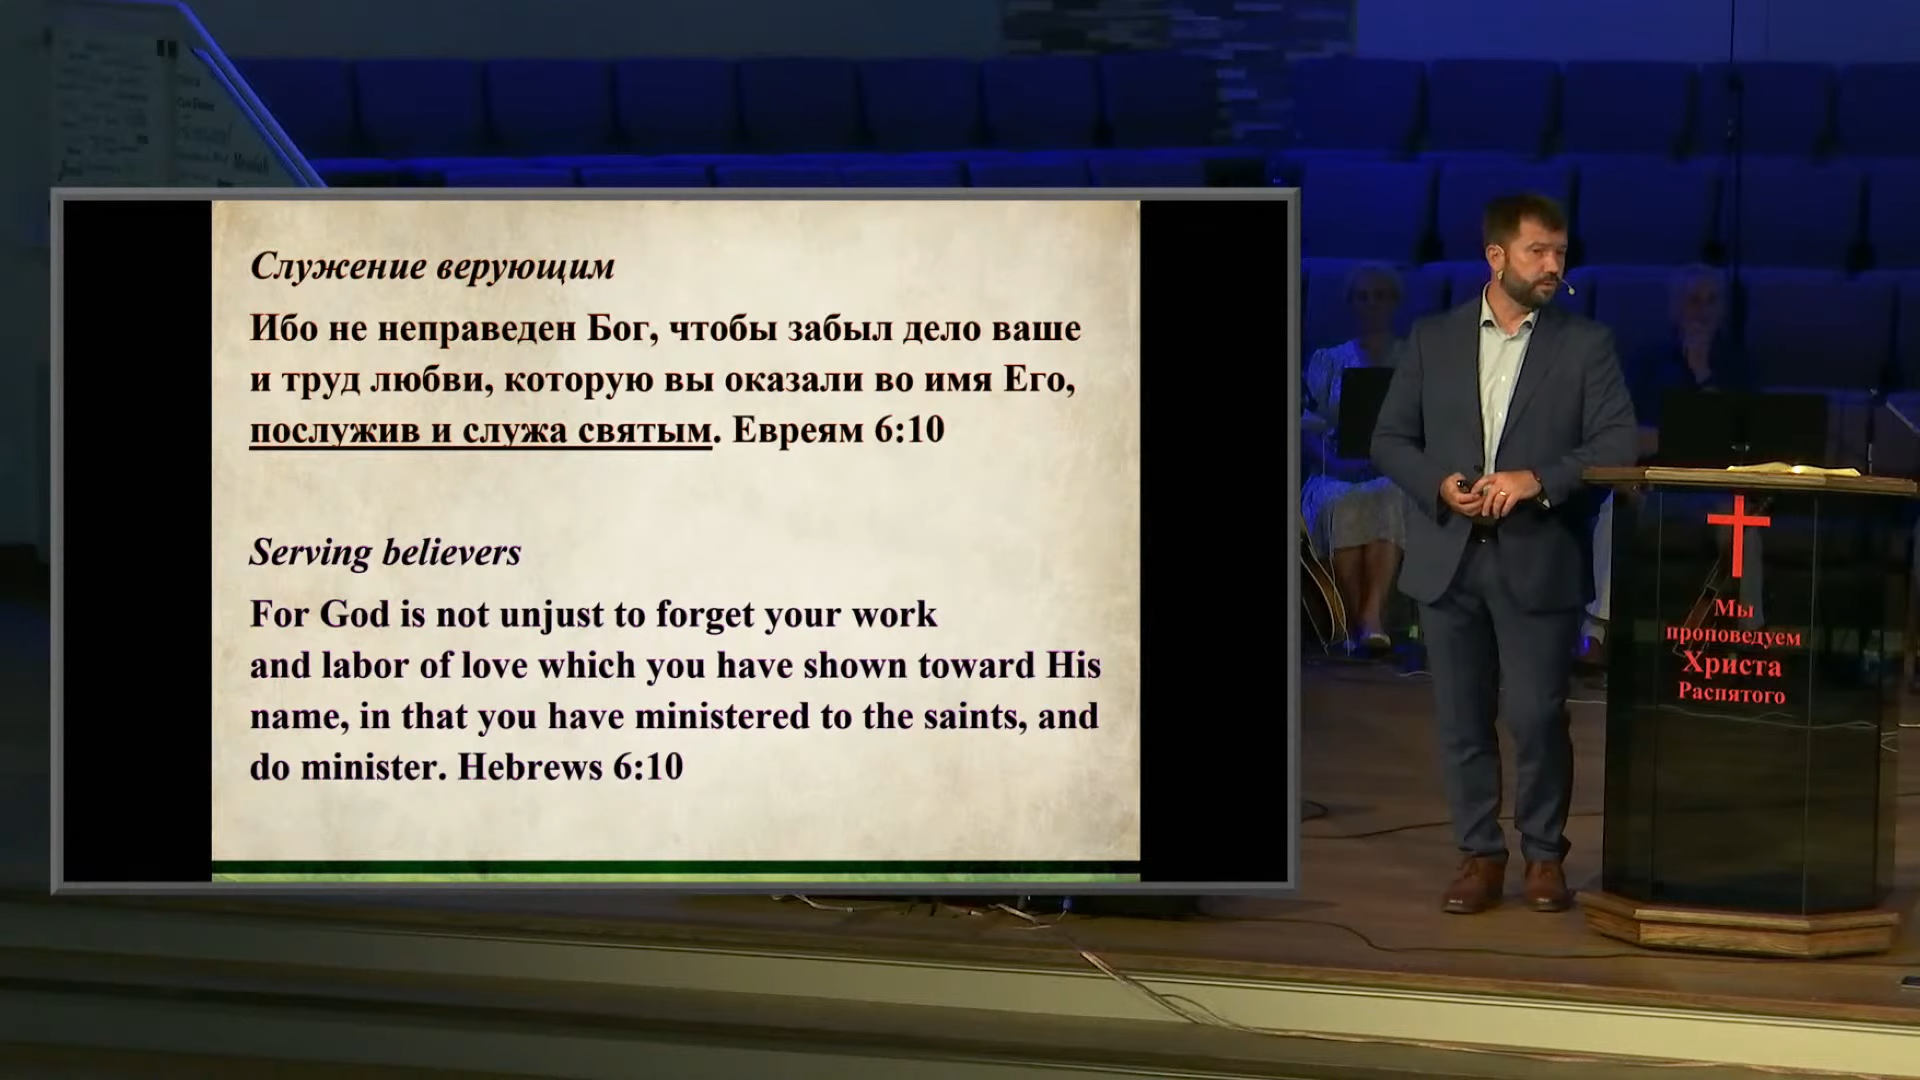 Служение верующим
Ибо не неправеден Бог, чтобы забыл дело ваше
и труд любви, которую вы оказали во имя Его,
послужив и служа святым. Евреям 6:10
Serving believers
For God is not unjust to forget your work
and labor of love which you have shown toward His
name, in that you have ministered to the saints, and
do minister. Hebrews 6:10
Мы
проповедуем
Христа
Распятого